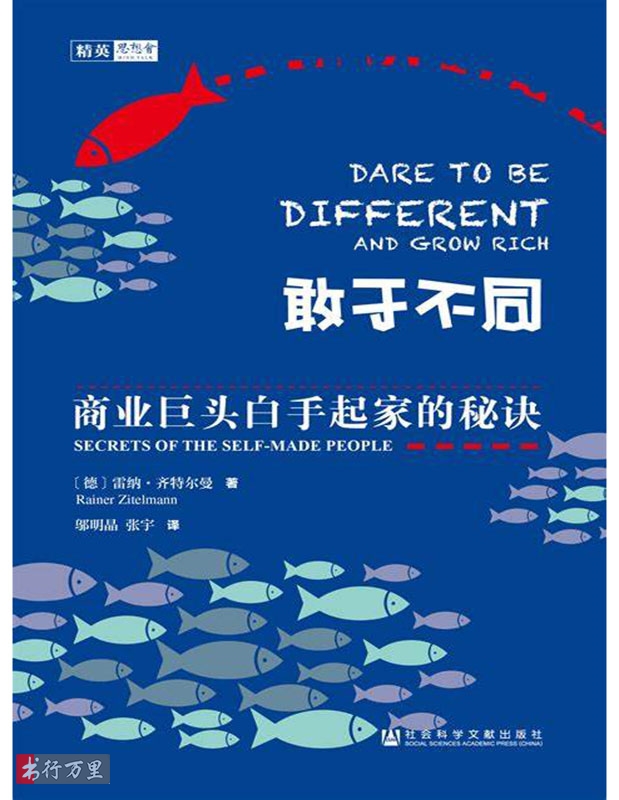 精英 思想會
MIND TALK
DARE TO BE
DIFFERENT
AND GROW RICH
敢于不同
商业巨头白手起家的秘诀
SECRETS OF THE SELF-MADE PEOPLE
[德]雷纳·齐特尔曼 著
Rainer Zitelmann
邬明晶 张宇 译
社会科学文献出版社
SOCIAL SCIENCES ACADEMIC PRESS (CHINA)
书行万里